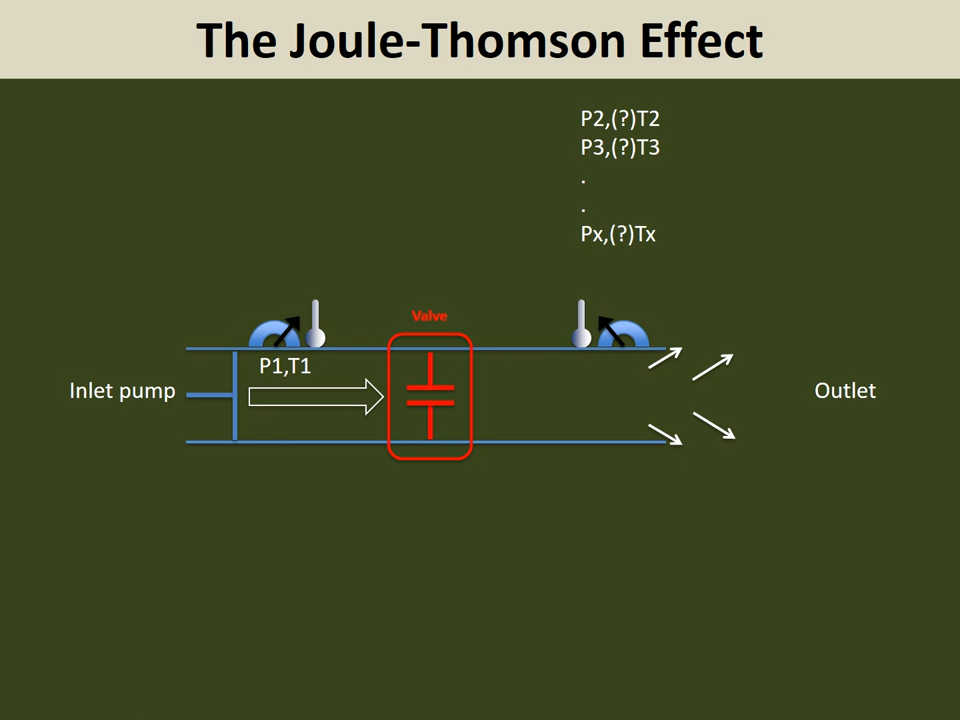 The Joule-Thomson Effect
P2,(?)T2
P3,(?)T3
.
.
Px,(?)Tx
Valve
P1,T1
Inlet pump
Outlet